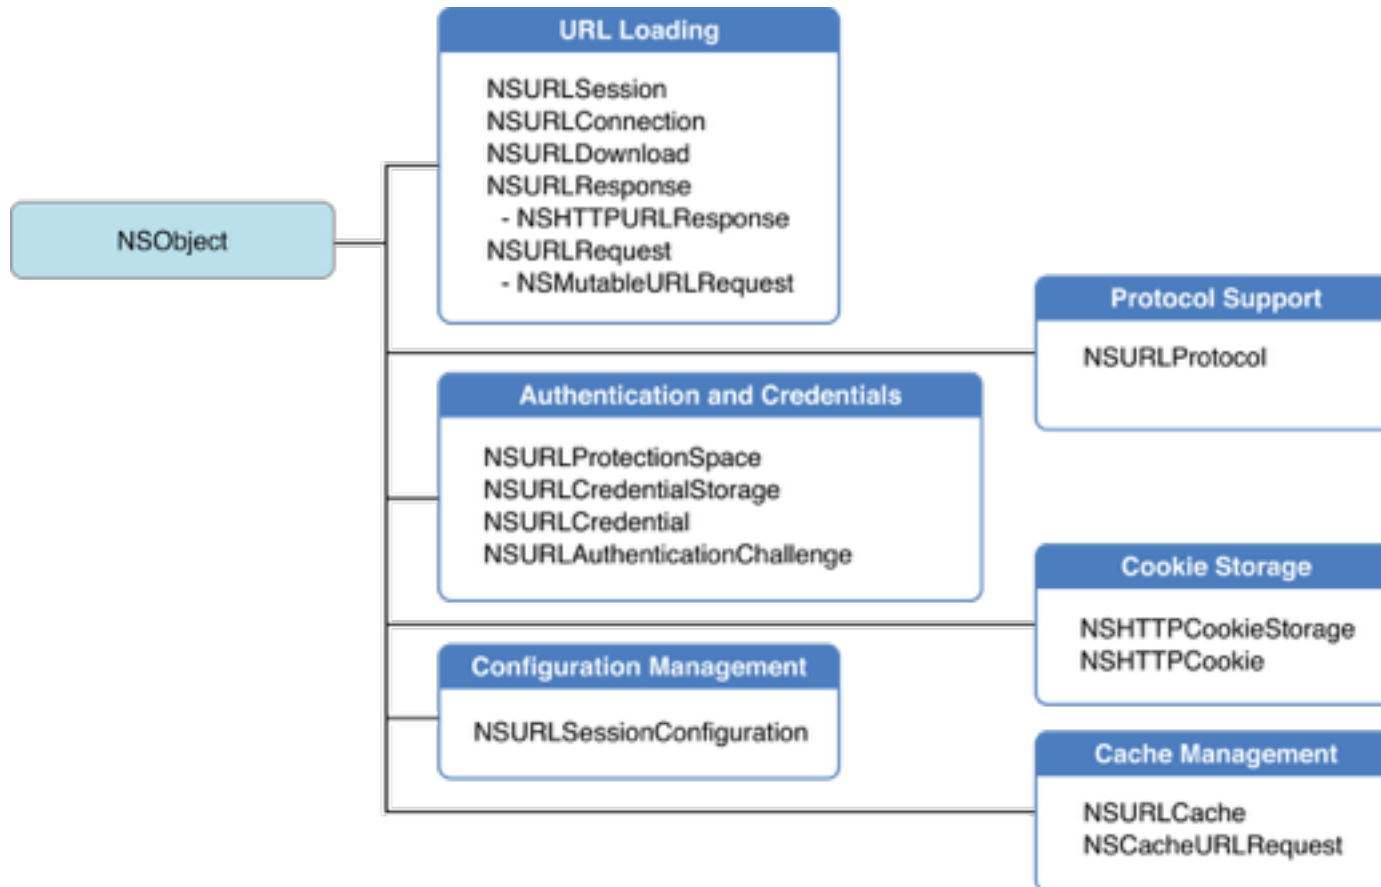 URL Loading
NSURLSession
NSURLConnection
NSURLDownload
NSURLResponse
- NSHTTPURLResponse
NSURLRequest
- NSMutableURLRequest
NSObject
Protocol Support
NSURLProtocol
Authentication and Credentials
NSURLProtectionSpace
NSURLCredentialStorage
NSURLCredential
NSURLAuthenticationChallenge
Cookie Storage
NSHTTPCookieStorage
NSHTTPCookie
Configuration Management
NSURLSessionConfiguration
Cache Management
NSURLCache
NSCacheURLRequest